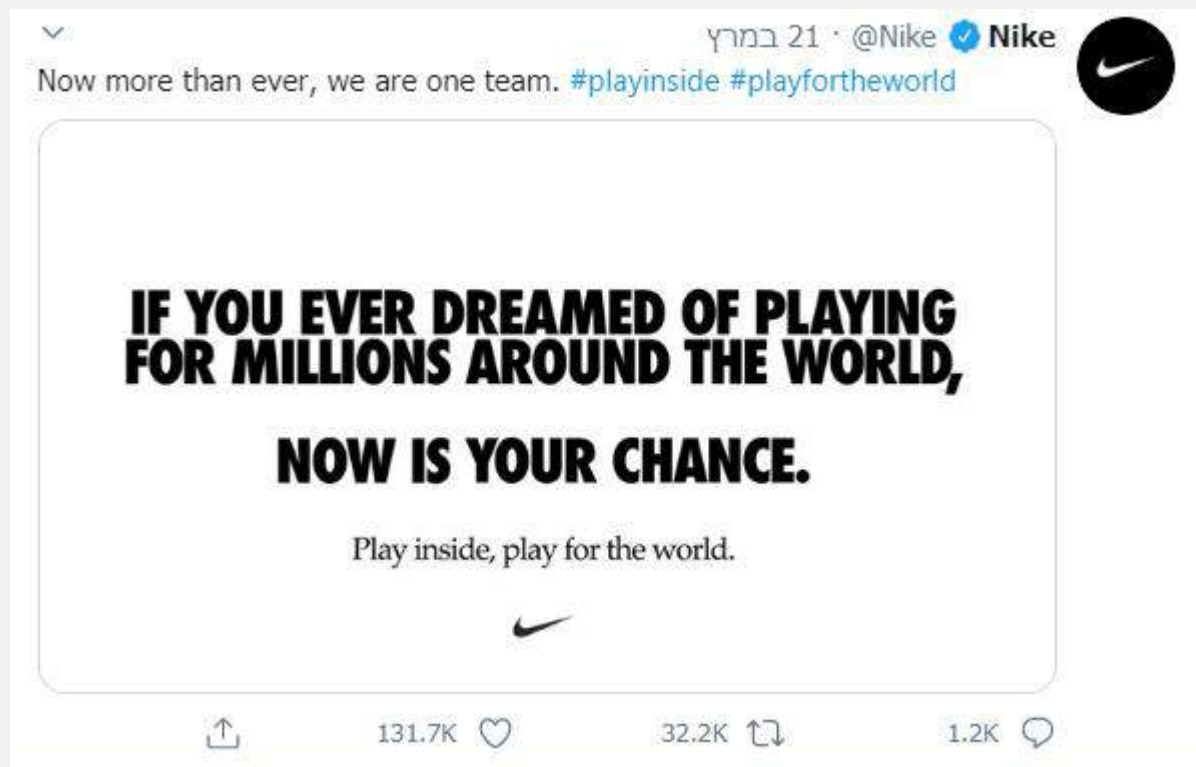 Nike @Nike · 21 במרץ
Now more than ever, we are one team. #playinside #playfortheworld
IF YOU EVER DREAMED OF PLAYING
FOR MILLIONS AROUND THE WORLD,
NOW IS YOUR CHANCE.
Play inside, play for the world.
1.2K 32.2K 131.7K